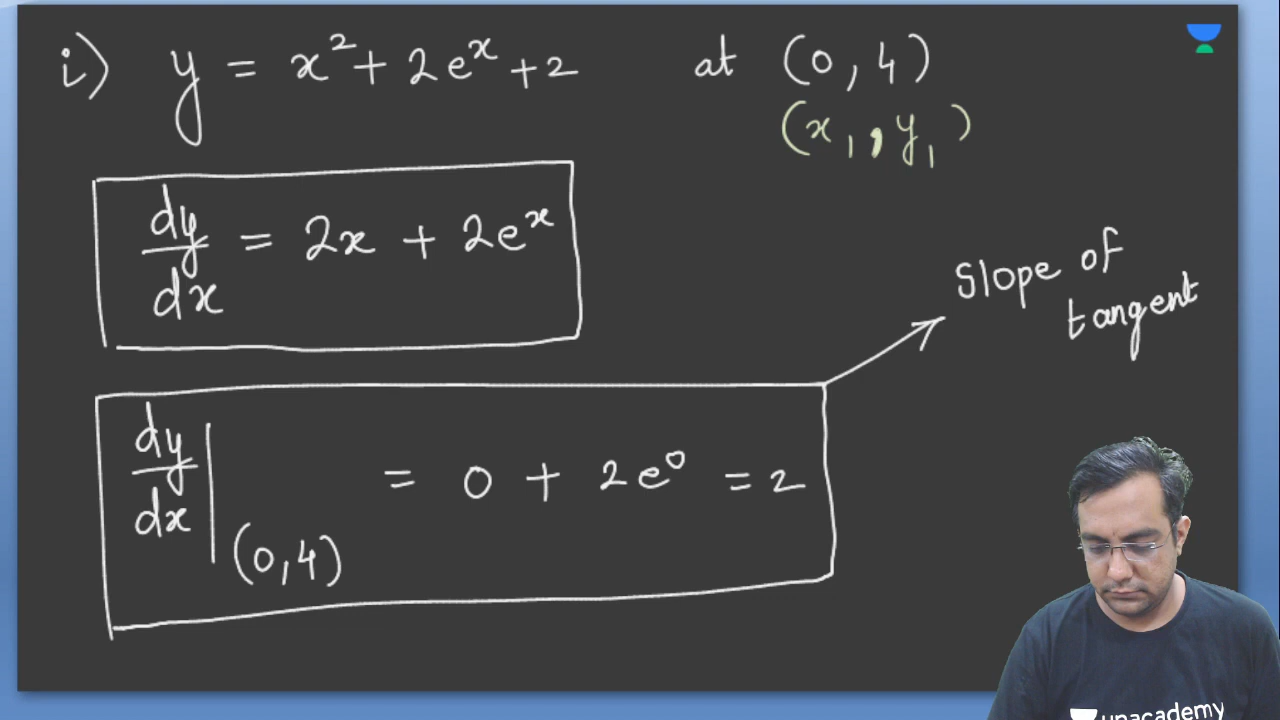 i) y = x² + 2eˣ + 2 at (0, 4)
(x₁, y₁)
dy/dx = 2x + 2eˣ
Slope of
tangent
dy/dx |(0,4) = 0 + 2e⁰ = 2
unacademy